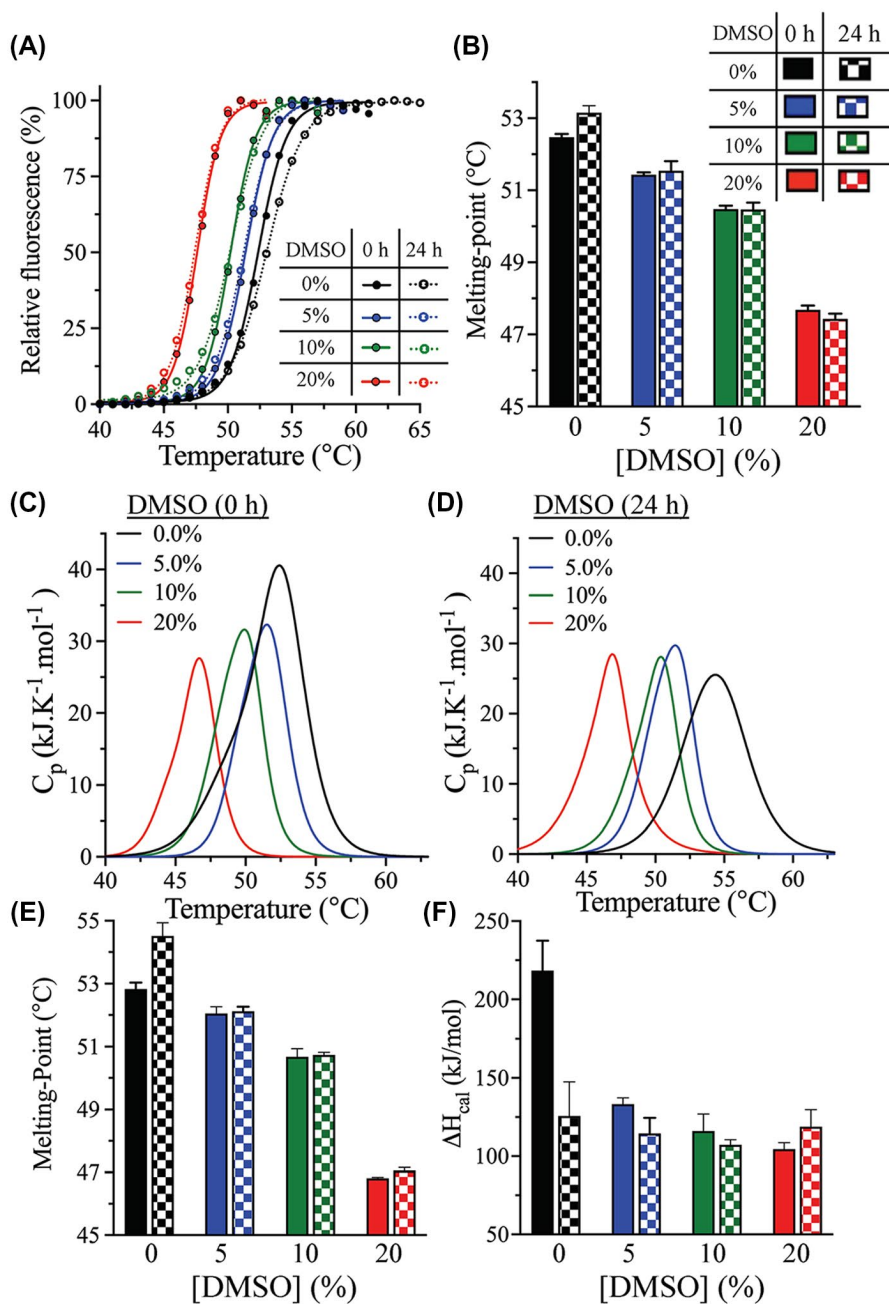 (A)
Relative fluorescence (%)
100
75
50
25
0
40 45 50 55 60 65
Temperature (°C)
DMSO 0 h 24 h
0%
5%
10%
20%
(B)
Melting-point (°C)
53
51
49
47
45
0 5 10 20
[DMSO] (%)
DMSO 0 h 24 h
0%
5%
10%
20%
(C)
DMSO (0 h)
0.0%
5.0%
10%
20%
Cp (kJ.K-1.mol-1)
40
30
20
10
0
40 45 50 55 60
Temperature (°C)
(D)
DMSO (24 h)
0.0%
5.0%
10%
20%
Cp (kJ.K-1.mol-1)
40
30
20
10
0
40 45 50 55 60
Temperature (°C)
(E)
Melting-Point (°C)
55
53
51
49
47
45
0 5 10 20
[DMSO] (%)
(F)
ΔHcal (kJ/mol)
250
200
150
100
50
0 5 10 20
[DMSO] (%)